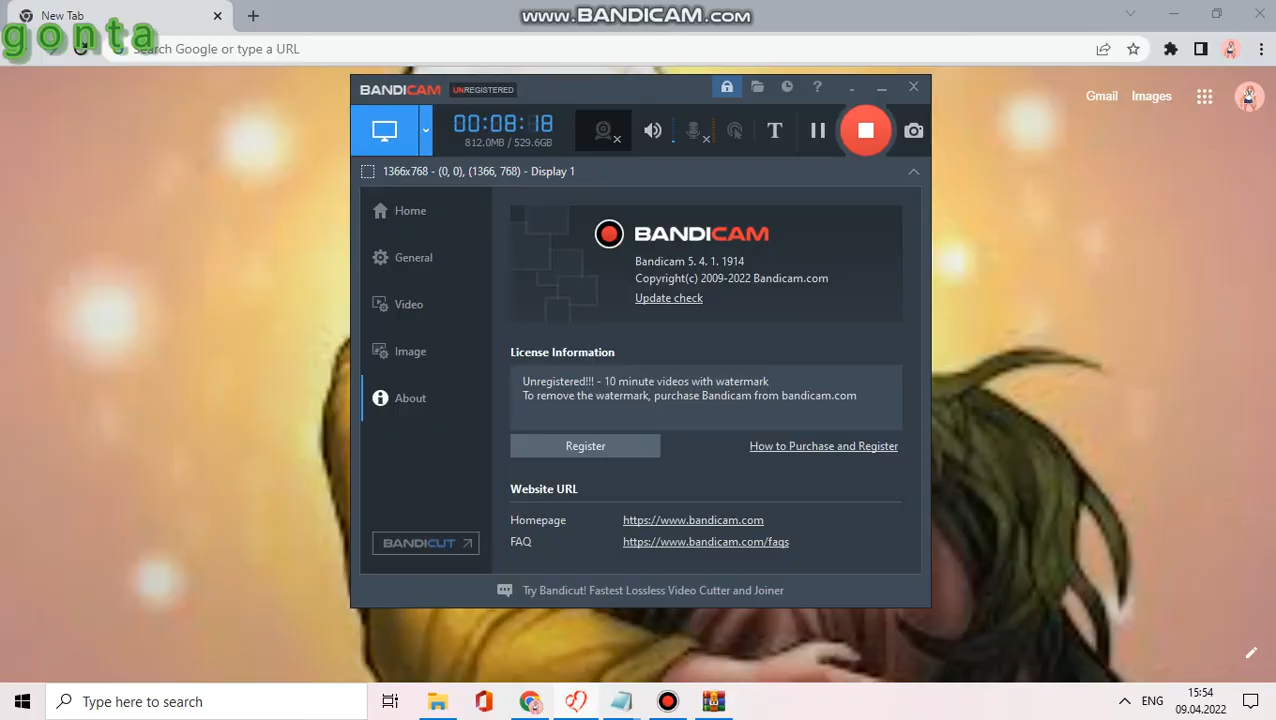 New Tab
www.BANDICAM.com
gonta
Search Google or type a URL
Gmail Images
BANDICAM UNREGISTERED
00:08:18
812.0MB / 529.6GB
1366x768 - (0, 0), (1366, 768) - Display 1
Home
General
Video
Image
About
BANDICUT
BANDICAM
Bandicam 5. 4. 1. 1914
Copyright(c) 2009-2022 Bandicam.com
Update check
License Information
Unregistered!!! - 10 minute videos with watermark
To remove the watermark, purchase Bandicam from bandicam.com
Register
How to Purchase and Register
Website URL
Homepage https://www.bandicam.com
FAQ https://www.bandicam.com/faqs
Try Bandicut! Fastest Lossless Video Cutter and Joiner
Type here to search
ENG
15:54
09.04.2022